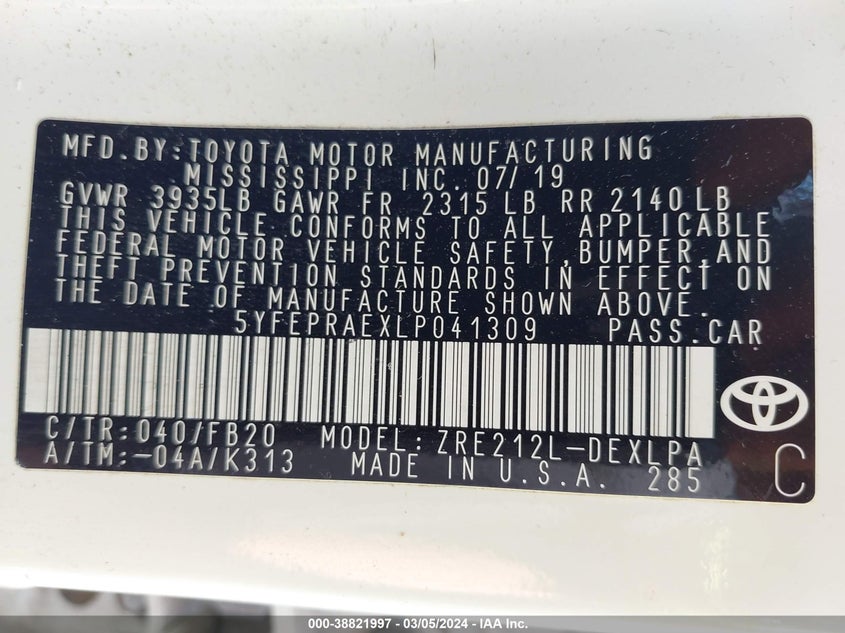 MFD.BY:TOYOTA MOTOR MANUFACTURING
MISSISSIPPI INC. 07/19
GVWR 3935LB GAWR FR 2315 LB RR 2140 LB
THIS VEHICLE CONFORMS TO ALL APPLICABLE
FEDERAL MOTOR VEHICLE SAFETY,BUMPER,AND
THEFT PREVENTION STANDARDS IN EFFECT ON
THE DATE OF MANUFACTURE SHOWN ABOVE.
5YFEPRAEXLP041309 PASS.CAR
C/TR:040/FB20 MODEL:ZRE212L-DEXLPA
A/TM:-04A/K313 MADE IN U.S.A. 285 C
000-38821997 — 03/05/2024 — IAA Inc.